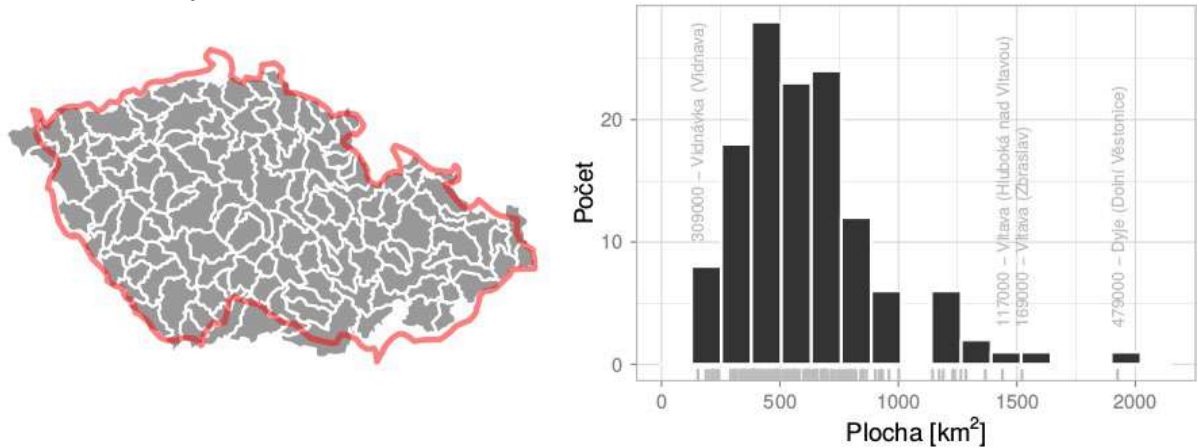 Počet
20
10
0
309000 – Vidnávka (Vidnava)
117000 – Vltava (Huboká nad Vltavou)
169000 – Vltava (Zbraslav)
479000 – Dyje (Dolní Věstonice)
0
500
1000
1500
2000
Plocha [km²]